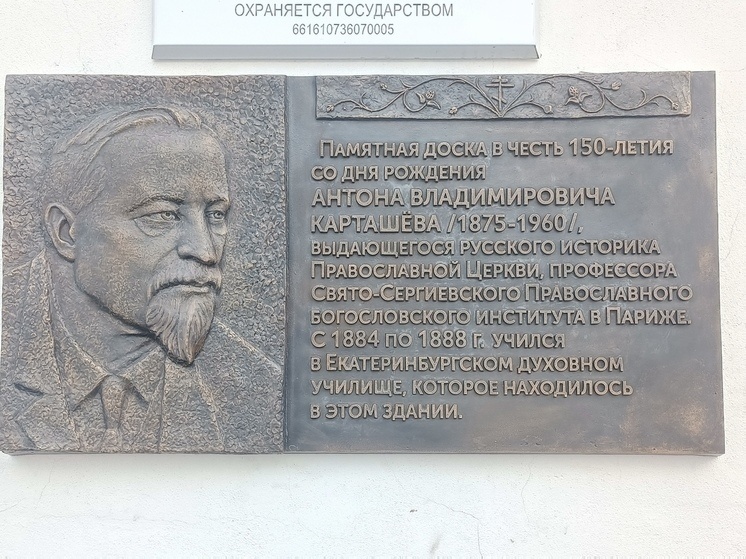 ОХРАНЯЕТСЯ ГОСУДАРСТВОМ
661610736070005
ПАМЯТНАЯ ДОСКА В ЧЕСТЬ 150-ЛЕТИЯ
СО ДНЯ РОЖДЕНИЯ
АНТОНА ВЛАДИМИРОВИЧА
КАРТАШЁВА /1875-1960/,
ВЫДАЮЩЕГОСЯ РУССКОГО ИСТОРИКА
ПРАВОСЛАВНОЙ ЦЕРКВИ, ПРОФЕССОРА
СВЯТО-СЕРГИЕВСКОГО ПРАВОСЛАВНОГО
БОГОСЛОВСКОГО ИНСТИТУТА В ПАРИЖЕ.
С 1884 ПО 1888 Г. УЧИЛСЯ
В ЕКАТЕРИНБУРГСКОМ ДУХОВНОМ
УЧИЛИЩЕ, КОТОРОЕ НАХОДИЛОСЬ
В ЭТОМ ЗДАНИИ.